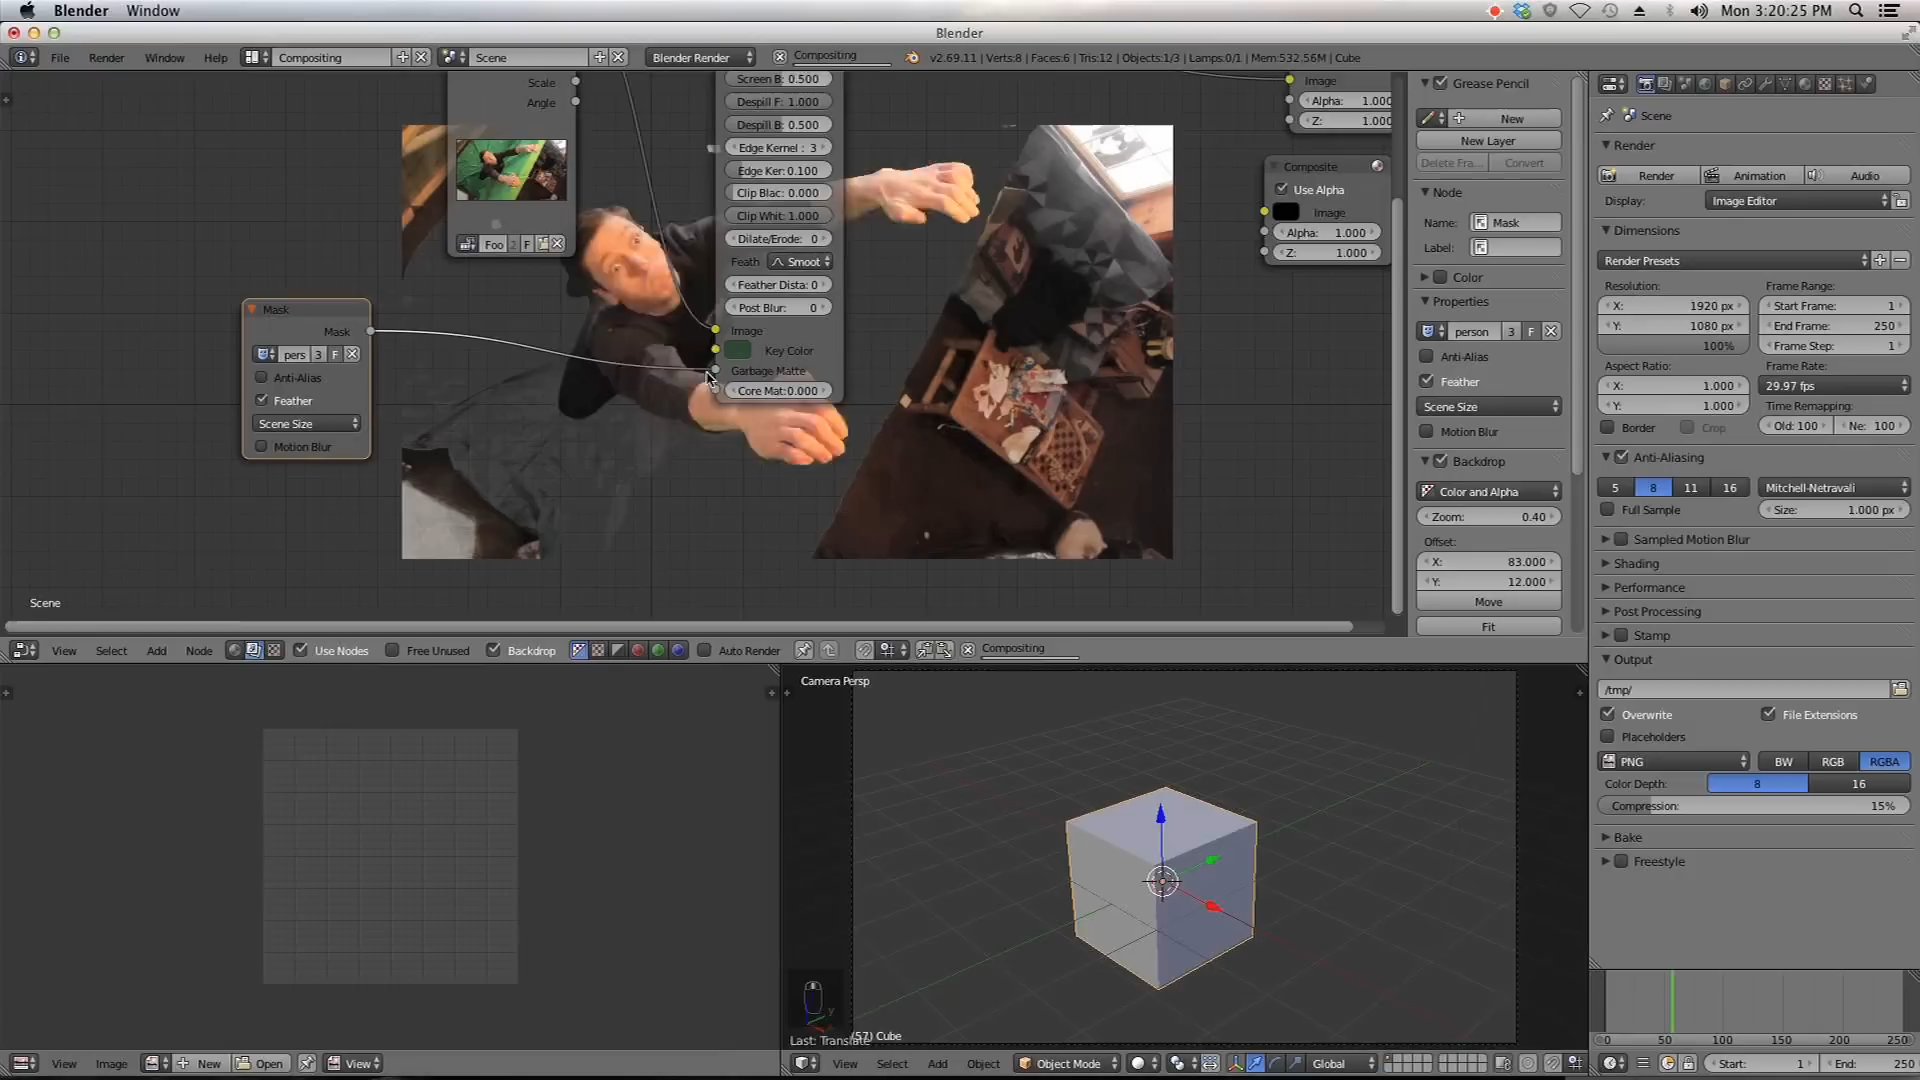 Blender Window Mon 3:20:25 PM
Blender
File Render Window Help Compositing Scene Blender Render Compositing v2.69.11 | Verts:8 | Faces:6 | Tris:12 | Objects:1/3 | Lamps:0/1 | Mem:532.56M | Cube
Scale
Angle
Foo 2 F
Mask
Mask
pers 3 F
Anti-Alias
Feather
Scene Size
Motion Blur
Screen B: 0.500
Despill F: 1.000
Despill B: 0.500
Edge Kernel : 3
Edge Ker: 0.100
Clip Blac: 0.000
Clip Whit: 1.000
Dilate/Erode: 0
Feath Smoot
Feather Dista: 0
Post Blur: 0
Image
Key Color
Garbage Matte
Core Mat: 0.000
Image
Alpha: 1.000
Z: 1.000
Composite
Use Alpha
Image
Alpha: 1.000
Z: 1.000
Scene
Grease Pencil
New
New Layer
Delete Fra... Convert
Node
Name: Mask
Label:
Color
Properties
person 3 F
Anti-Alias
Feather
Scene Size
Motion Blur
Backdrop
Color and Alpha
Zoom: 0.40
Offset:
X: 83.000
Y: 12.000
Move
Fit
Scene
Render
Render Animation Audio
Display: Image Editor
Dimensions
Render Presets
Resolution: Frame Range:
X: 1920 px Start Frame: 1
Y: 1080 px End Frame: 250
100% Frame Step: 1
Aspect Ratio: Frame Rate:
X: 1.000 29.97 fps
Y: 1.000 Time Remapping:
Border Crop Old: 100 Ne: 100
Anti-Aliasing
5 8 11 16 Mitchell-Netravali
Full Sample Size: 1.000 px
Sampled Motion Blur
Shading
Performance
Post Processing
Stamp
Output
/tmp/
Overwrite File Extensions
Placeholders
PNG BW RGB RGBA
Color Depth: 8 16
Compression: 15%
Bake
Freestyle
View Select Add Node Use Nodes Free Unused Backdrop Auto Render Compositing
Camera Persp
Last: Translate
(57) Cube
View Image New Open View
View Select Add Object Object Mode Global
0 50 100 150 200 250
Start: 1 End: 250